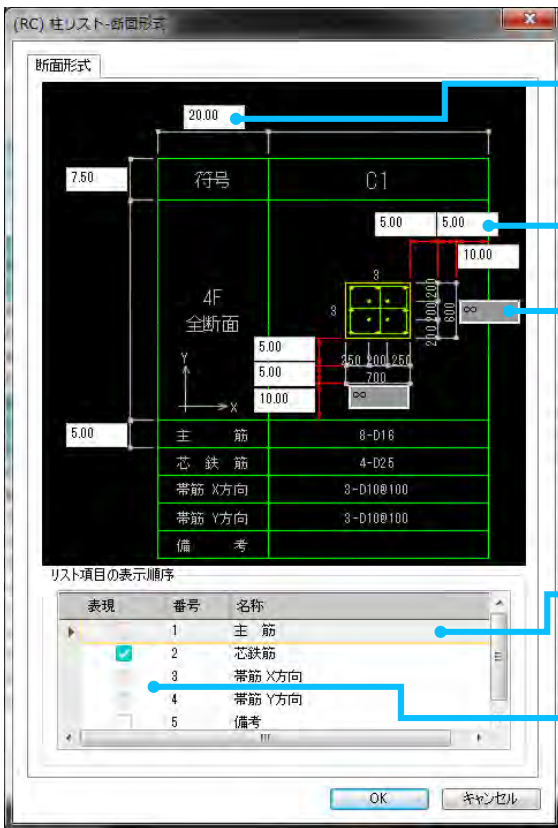 (RC) 柱リスト-断面形式
断面形式
20.00
7.50
符号
C1
5.00
5.00
10.00
3
3
4F
全断面
200
200
200
600
∞
5.00
5.00
10.00
250
200
250
700
∞
Y
X
5.00
主 筋
8-D16
芯 鉄 筋
4-D25
帯筋 X方向
3-D10@100
帯筋 Y方向
3-D10@100
備 考
リスト項目の表示順序
表現 番号 名称
1 主 筋
2 芯鉄筋
3 帯筋 X方向
4 帯筋 Y方向
5 備考
OK
キャンセル